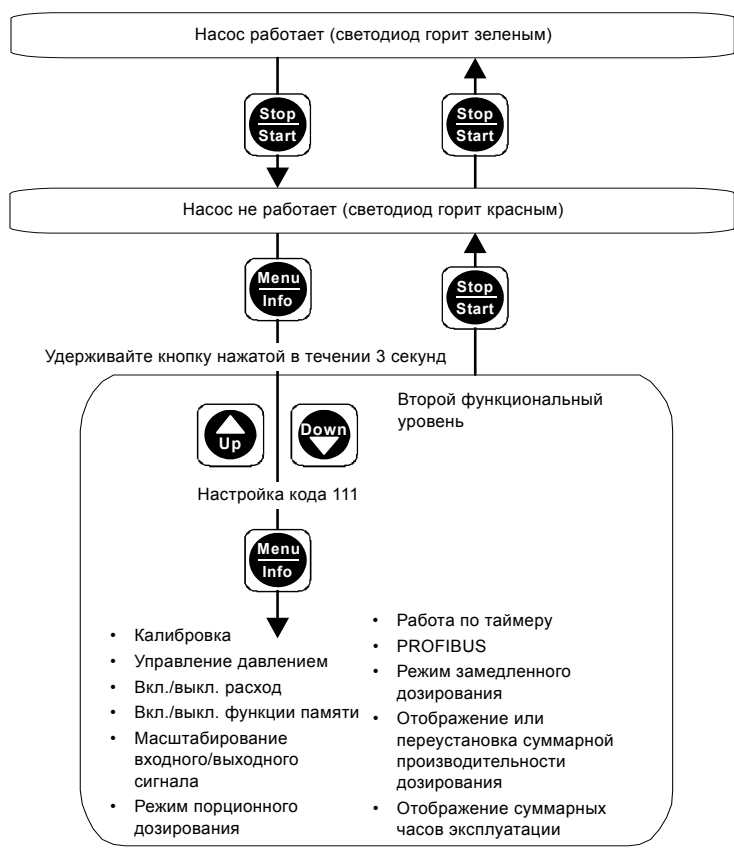 Насос работает (светодиод горит зеленым)
Stop
Start
Stop
Start
Насос не работает (светодиод горит красным)
Menu
Info
Stop
Start
Удерживайте кнопку нажатой в течении 3 секунд
Второй функциональный
уровень
Up
Down
Настройка кода 111
Menu
Info
• Калибровка
• Управление давлением
• Вкл./выкл. расход
• Вкл./выкл. функции памяти
• Масштабирование
входного/выходного
сигнала
• Режим порционного
дозирования
• Работа по таймеру
• PROFIBUS
• Режим замедленного
дозирования
• Отображение или
переустановка суммарной
производительности
дозирования
• Отображение суммарных
часов эксплуатации